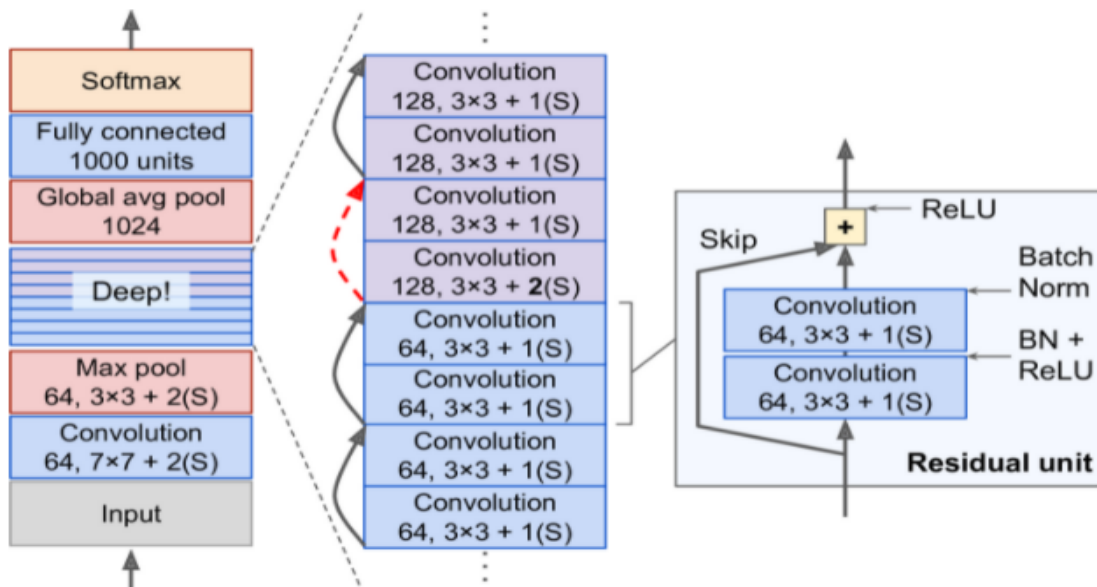 Softmax
Fully connected
1000 units
Global avg pool
1024
Deep!
Max pool
64, 3×3 + 2(S)
Convolution
64, 7×7 + 2(S)
Input
Convolution
128, 3×3 + 1(S)
Convolution
128, 3×3 + 1(S)
Convolution
128, 3×3 + 1(S)
Convolution
128, 3×3 + 2(S)
Convolution
64, 3×3 + 1(S)
Convolution
64, 3×3 + 1(S)
Convolution
64, 3×3 + 1(S)
Convolution
64, 3×3 + 1(S)
+
ReLU
Skip
Batch
Norm
Convolution
64, 3×3 + 1(S)
BN +
ReLU
Convolution
64, 3×3 + 1(S)
Residual unit